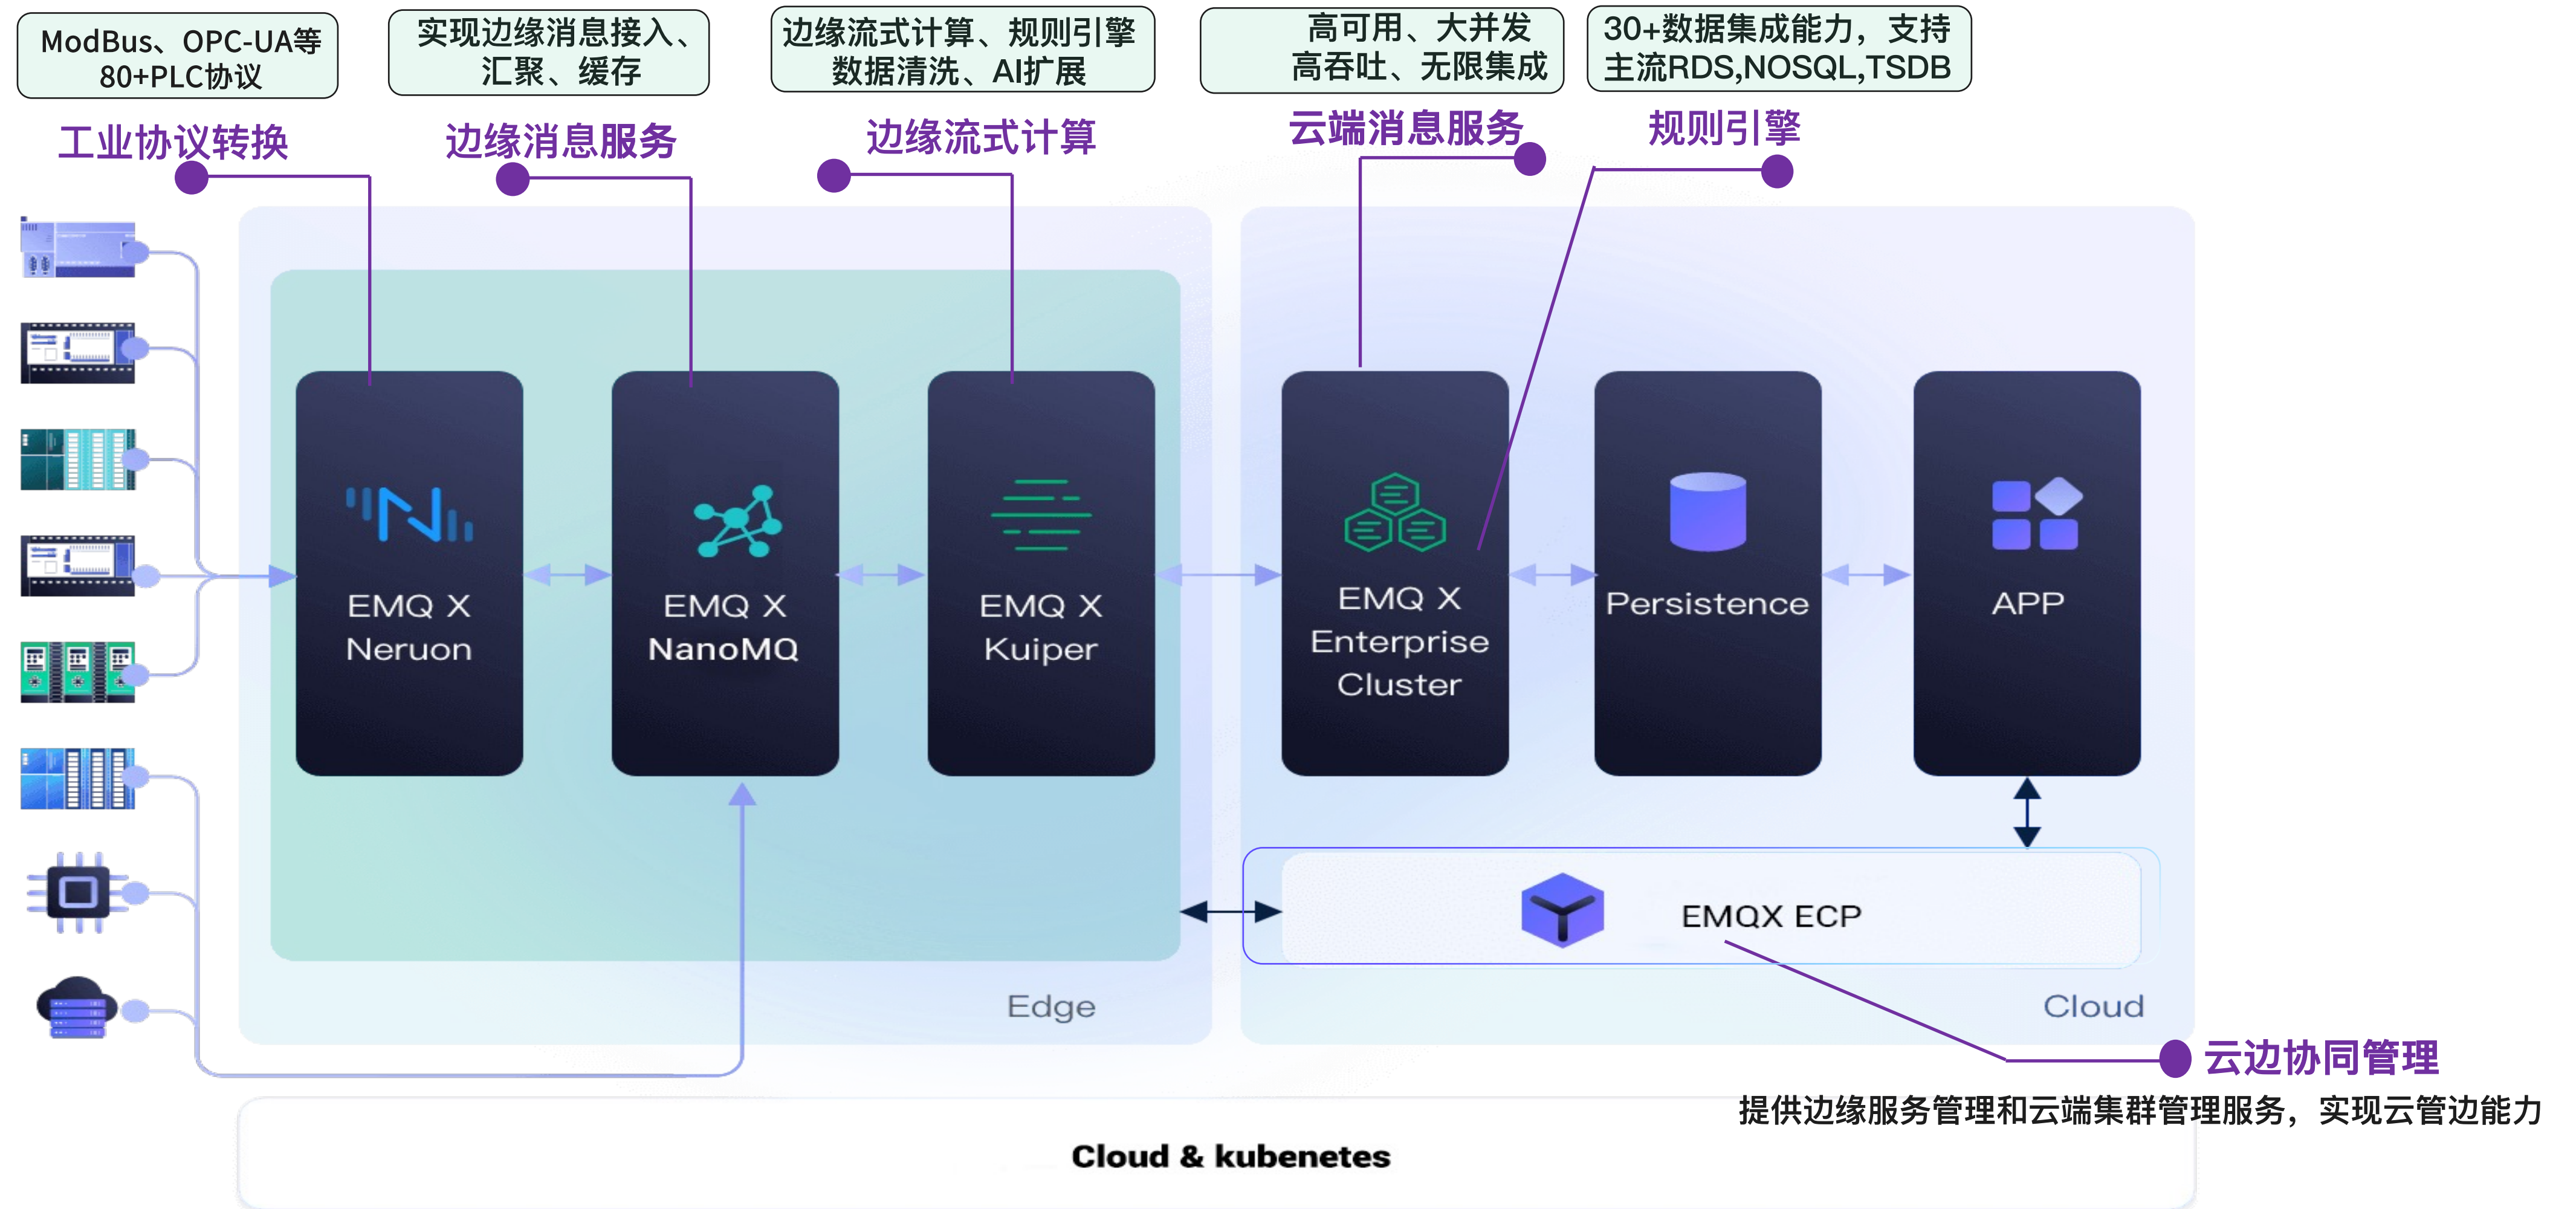 ModBus、OPC-UA等
80+PLC协议
实现边缘消息接入、
汇聚、缓存
边缘流式计算、规则引擎
数据清洗、AI扩展
高可用、大并发
高吞吐、无限集成
30+数据集成能力，支持
主流RDS,NOSQL,TSDB
工业协议转换
边缘消息服务
边缘流式计算
云端消息服务
规则引擎
EMQ X
Neruon
EMQ X
NanoMQ
EMQ X
Kuiper
EMQ X
Enterprise
Cluster
Persistence
APP
EMQX ECP
Edge
Cloud
云边协同管理
提供边缘服务管理和云端集群管理服务，实现云管边能力
Cloud & kubenetes